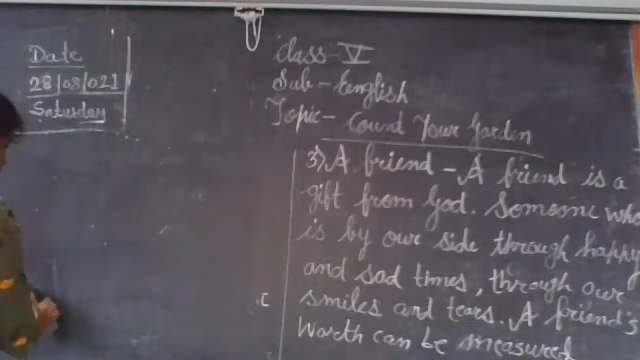 Date
28/08/021
Saturday
Class-V
Sub-English
Topic- Count Your Garden
3) A friend - A friend is a
gift from God. Someone who
is by our side through happy
and sad times, through our
smiles and tears. A friend's
worth can be measured